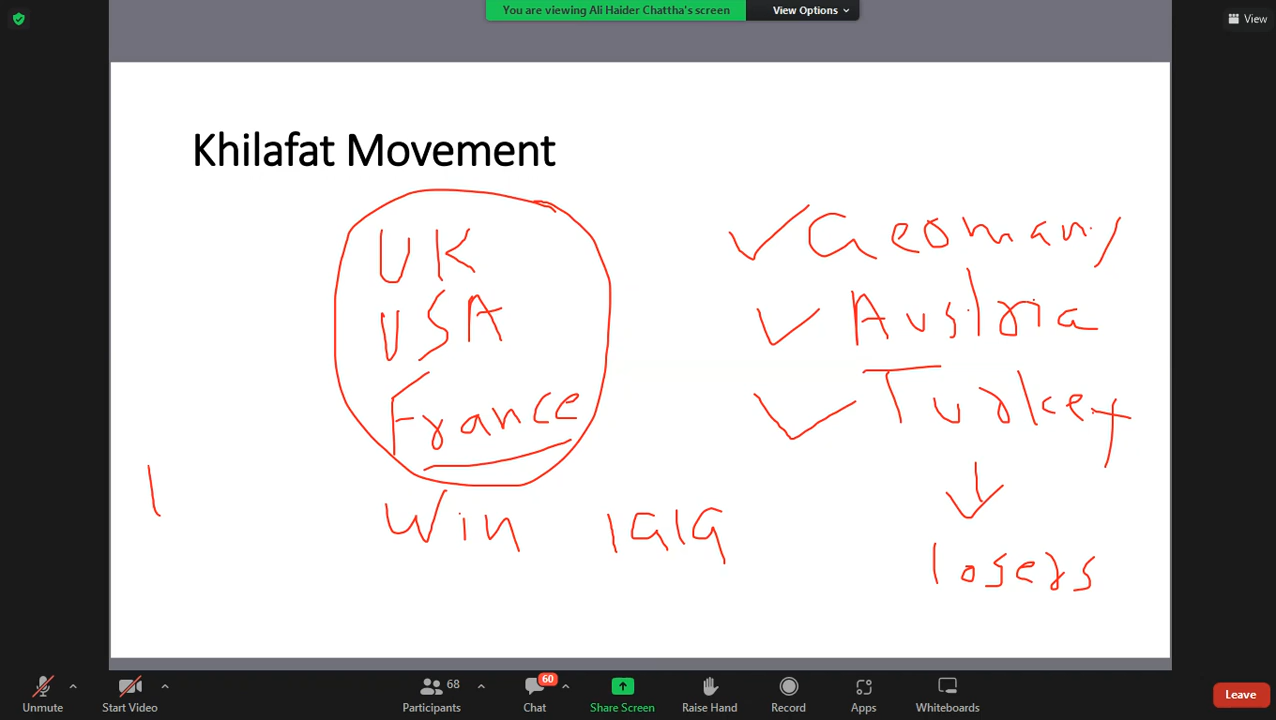 You are viewing Ali Haider Chattha's screen
View Options
View
Khilafat Movement
UK
USA
France
Win 1919
Germany
Austria
Turkey
losers
Unmute
Start Video
68
Participants
60
Chat
Share Screen
Raise Hand
Record
Apps
Whiteboards
Leave